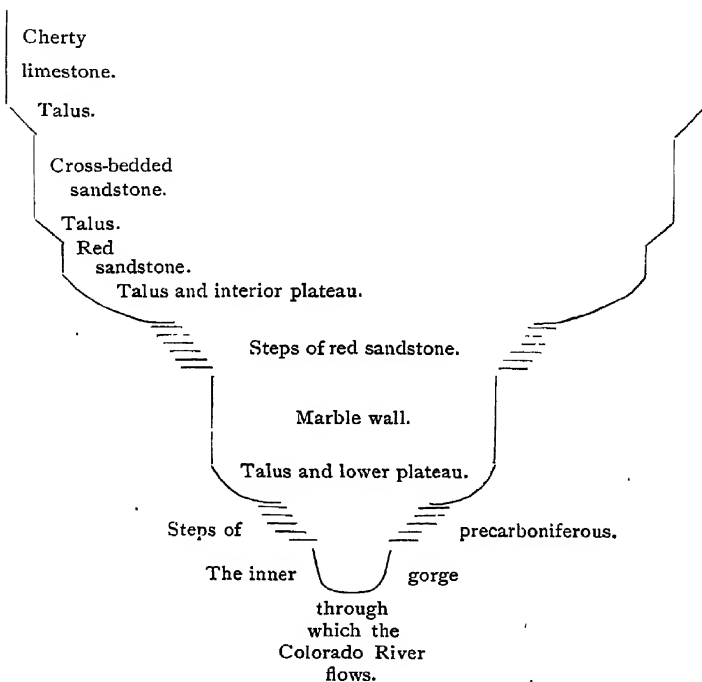 Cherty
limestone.
Talus.
Cross-bedded
sandstone.
Talus.
Red
sandstone.
Talus and interior plateau.
Steps of red sandstone.
Marble wall.
Talus and lower plateau.
Steps of precarboniferous.
The inner gorge
through
which the
Colorado River
flows.